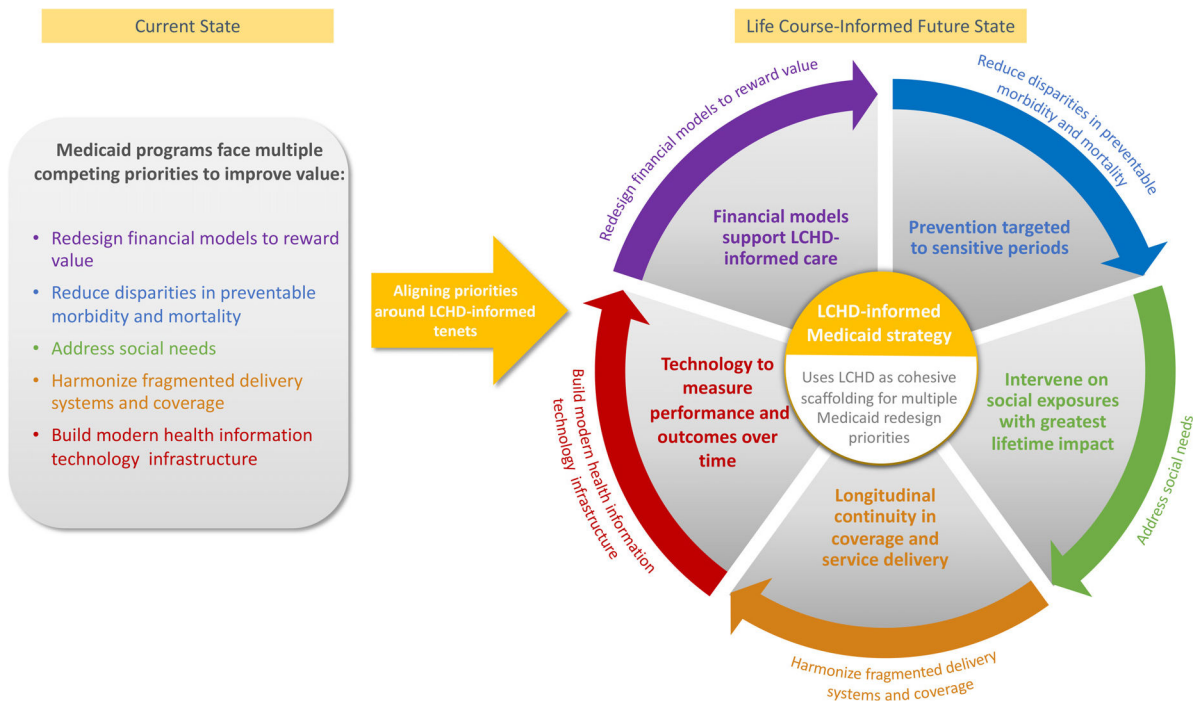 Current State
Medicaid programs face multiple
competing priorities to improve value:
• Redesign financial models to reward
value
• Reduce disparities in preventable
morbidity and mortality
• Address social needs
• Harmonize fragmented delivery
systems and coverage
• Build modern health information
technology infrastructure
Aligning priorities
around LCHD-informed
tenets
Life Course-Informed Future State
Redesign financial models to reward value
Reduce disparities in preventable
morbidity and mortality
Address social needs
Harmonize fragmented delivery
systems and coverage
Build modern health information
technology infrastructure
Financial models
support LCHD-
informed care
Prevention targeted
to sensitive periods
Intervene on
social exposures
with greatest
lifetime impact
Longitudinal
continuity in
coverage and
service delivery
Technology to
measure
performance and
outcomes over
time
LCHD-informed
Medicaid strategy
Uses LCHD as cohesive
scaffolding for multiple
Medicaid redesign
priorities